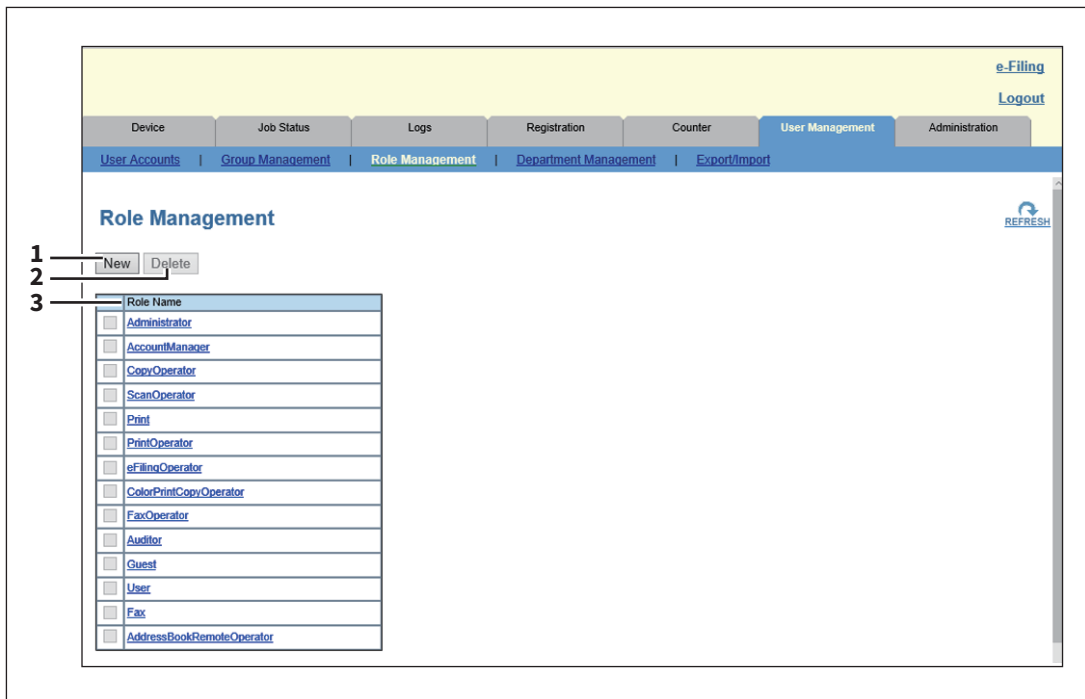 e-Filing
Logout
Device Job Status Logs Registration Counter User Management Administration
User Accounts | Group Management | Role Management | Department Management | Export/Import
Role Management
REFRESH
1
New Delete
2
3
Role Name
Administrator
AccountManager
CopyOperator
ScanOperator
Print
PrintOperator
eFilingOperator
ColorPrintCopyOperator
FaxOperator
Auditor
Guest
User
Fax
AddressBookRemoteOperator